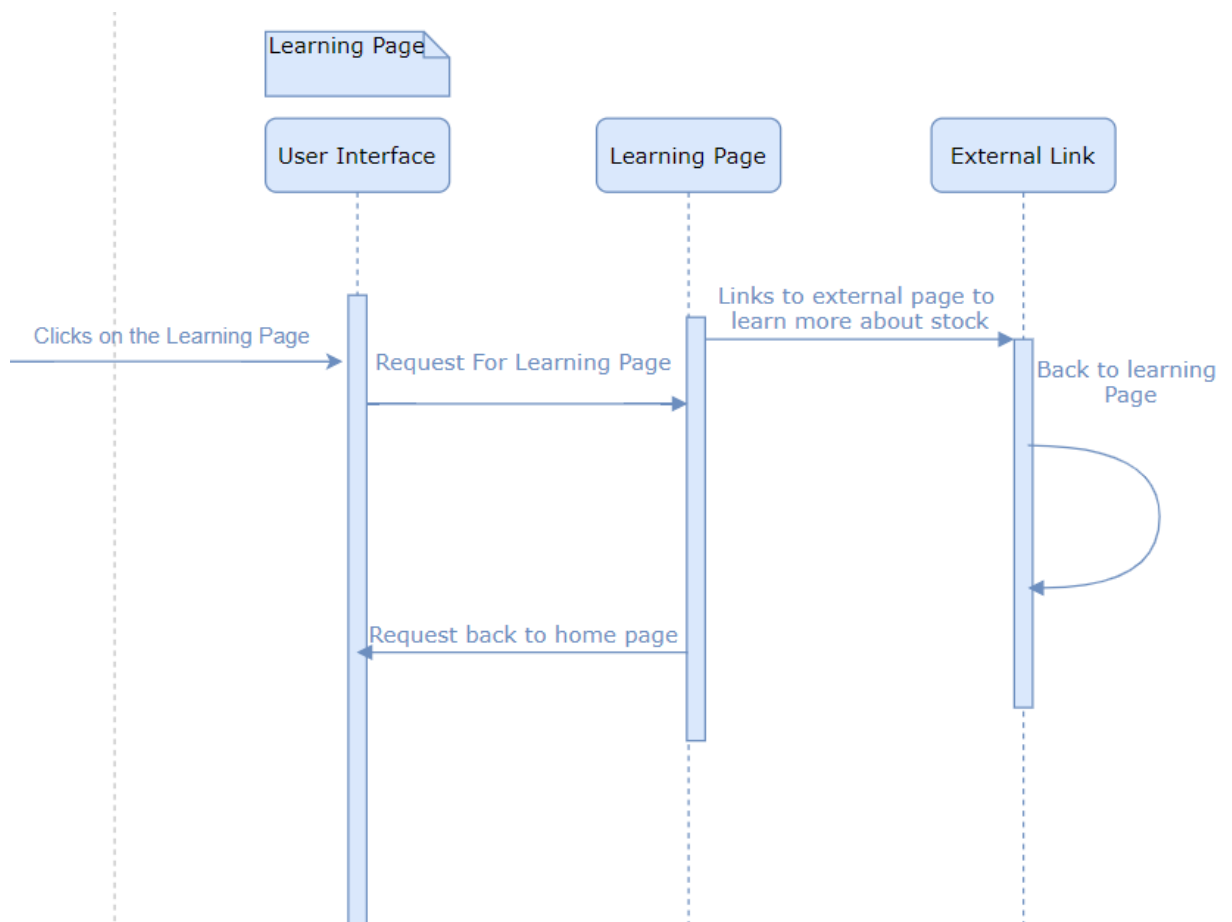 Learning Page
User Interface
Learning Page
External Link
Links to external page to
learn more about stock
Clicks on the Learning Page
Request For Learning Page
Back to learning
Page
Request back to home page